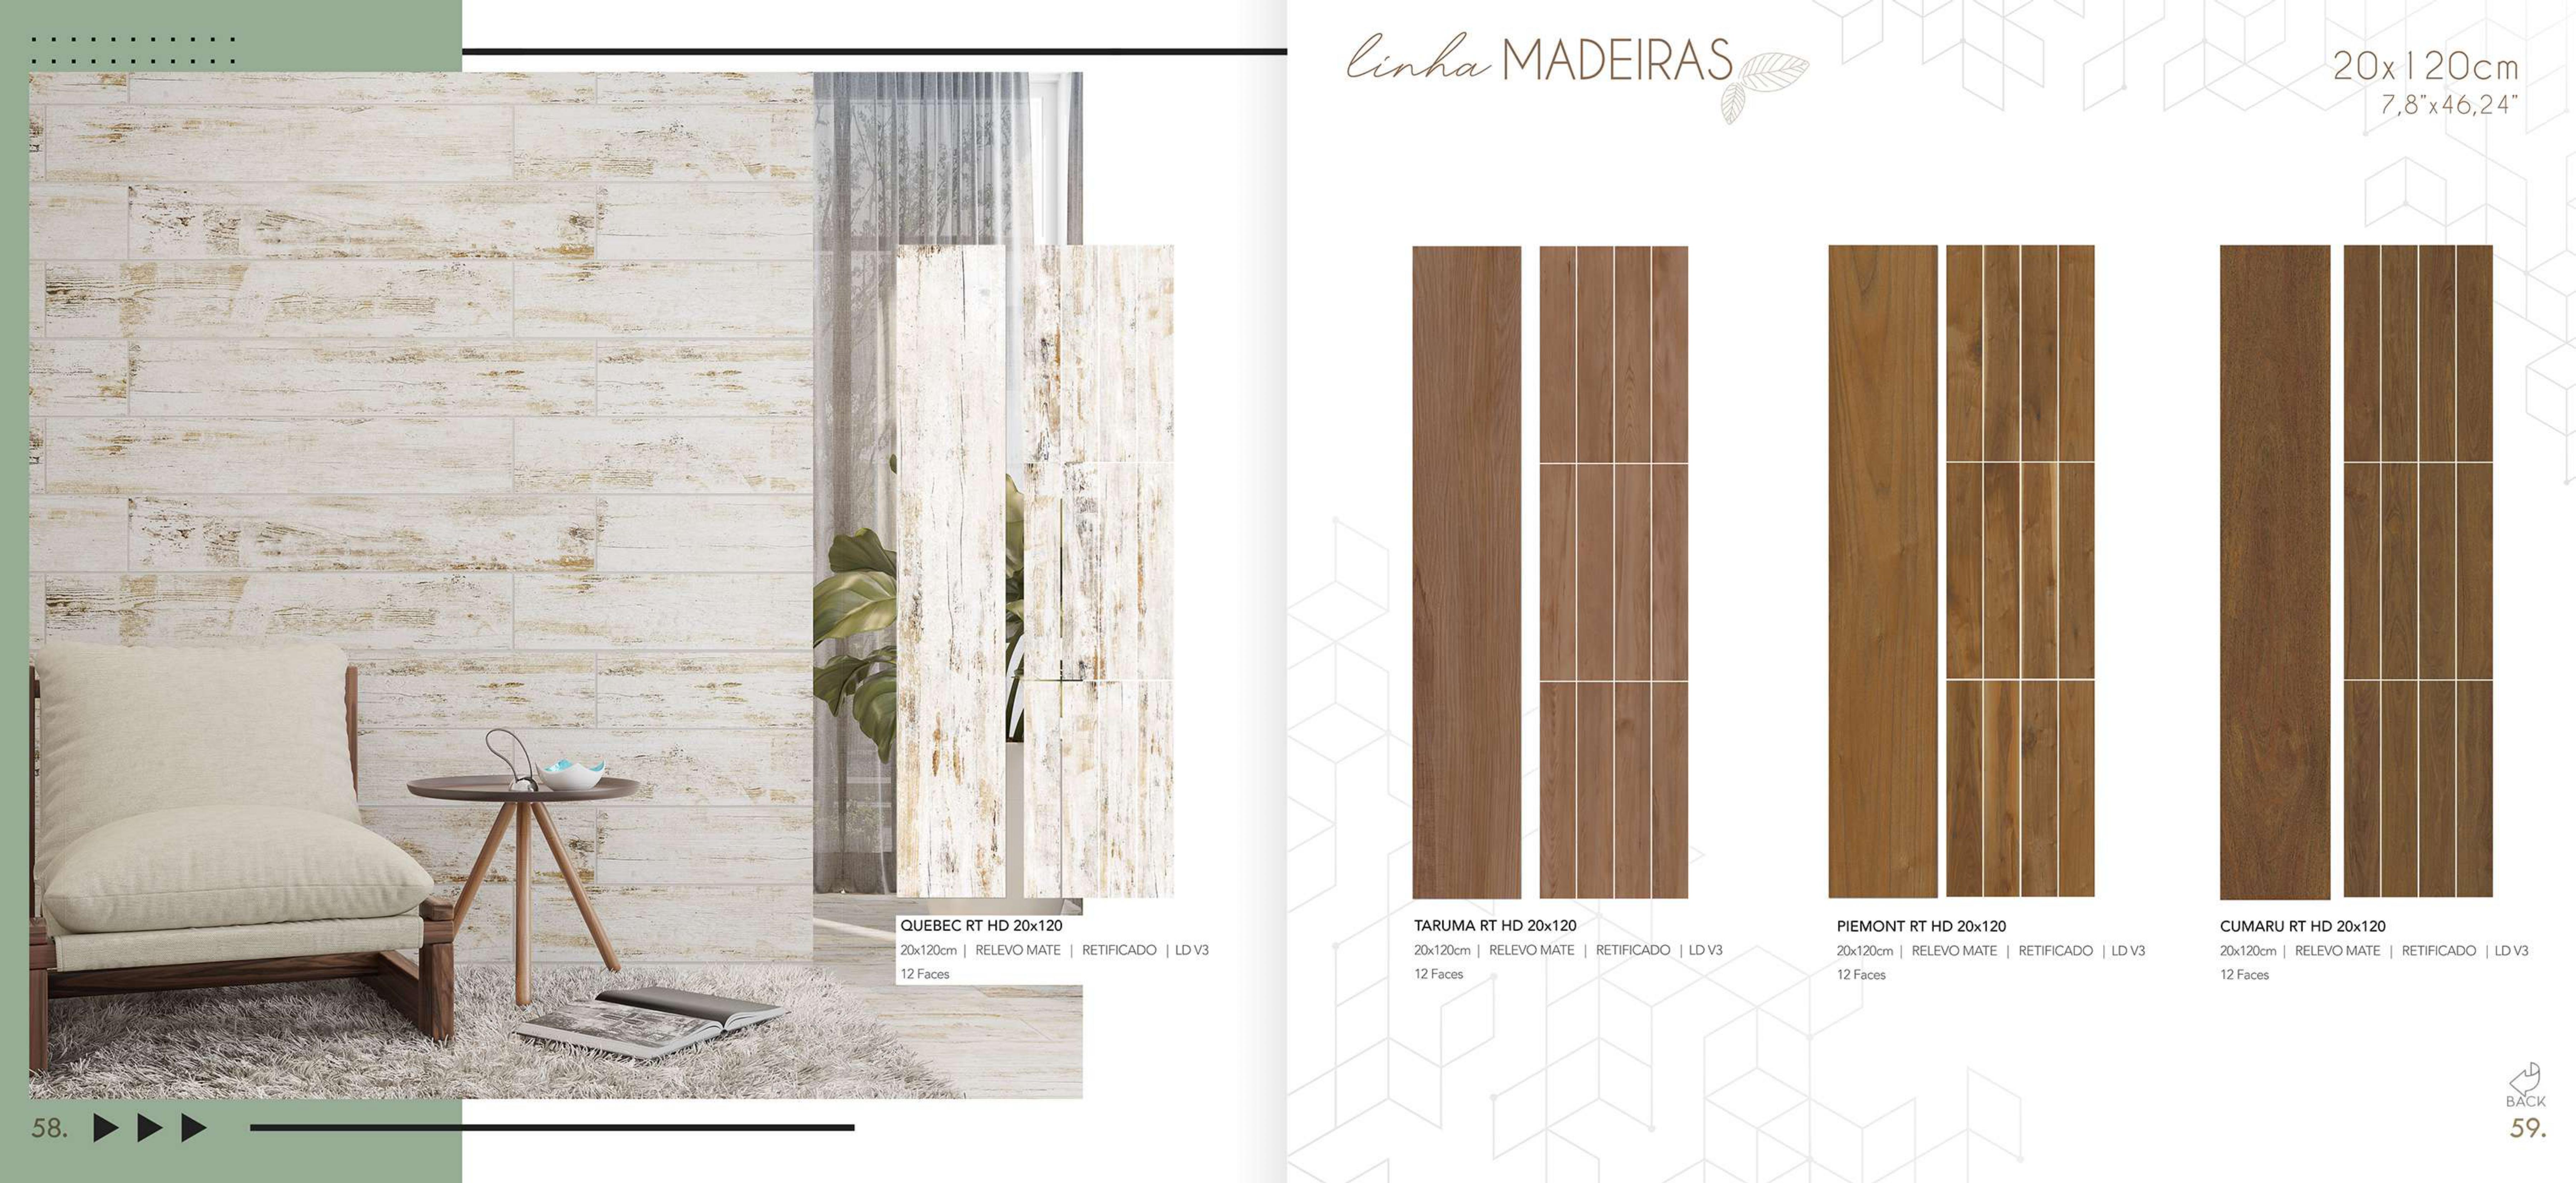 QUEBEC RT HD 20x120
20x120cm | RELEVO MATE | RETIFICADO | LD V3
12 Faces
58.
linha MADEIRAS
20x120cm
7,8"x46,24"
TARUMA RT HD 20x120
20x120cm | RELEVO MATE | RETIFICADO | LD V3
12 Faces
PIEMONT RT HD 20x120
20x120cm | RELEVO MATE | RETIFICADO | LD V3
12 Faces
CUMARU RT HD 20x120
20x120cm | RELEVO MATE | RETIFICADO | LD V3
12 Faces
BACK
59.